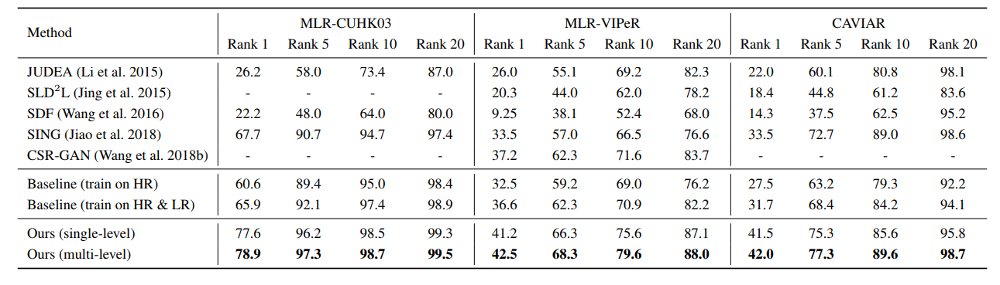 Method MLR-CUHK03 MLR-VIPeR CAVIAR
Rank 1 Rank 5 Rank 10 Rank 20 Rank 1 Rank 5 Rank 10 Rank 20 Rank 1 Rank 5 Rank 10 Rank 20
JUDEA (Li et al. 2015) 26.2 58.0 73.4 87.0 26.0 55.1 69.2 82.3 22.0 60.1 80.8 98.1
SLD²L (Jing et al. 2015) - - - - 20.3 44.0 62.0 78.2 18.4 44.8 61.2 83.6
SDF (Wang et al. 2016) 22.2 48.0 64.0 80.0 9.25 38.1 52.4 68.0 14.3 37.5 62.5 95.2
SING (Jiao et al. 2018) 67.7 90.7 94.7 97.4 33.5 57.0 66.5 76.6 33.5 72.7 89.0 98.6
CSR-GAN (Wang et al. 2018b) - - - - 37.2 62.3 71.6 83.7 - - - -
Baseline (train on HR) 60.6 89.4 95.0 98.4 32.5 59.2 69.0 76.2 27.5 63.2 79.3 92.2
Baseline (train on HR & LR) 65.9 92.1 97.4 98.9 36.6 62.3 70.9 82.2 31.7 68.4 84.2 94.1
Ours (single-level) 77.6 96.2 98.5 99.3 41.2 66.3 75.6 87.1 41.5 75.3 85.6 95.8
Ours (multi-level) 78.9 97.3 98.7 99.5 42.5 68.3 79.6 88.0 42.0 77.3 89.6 98.7